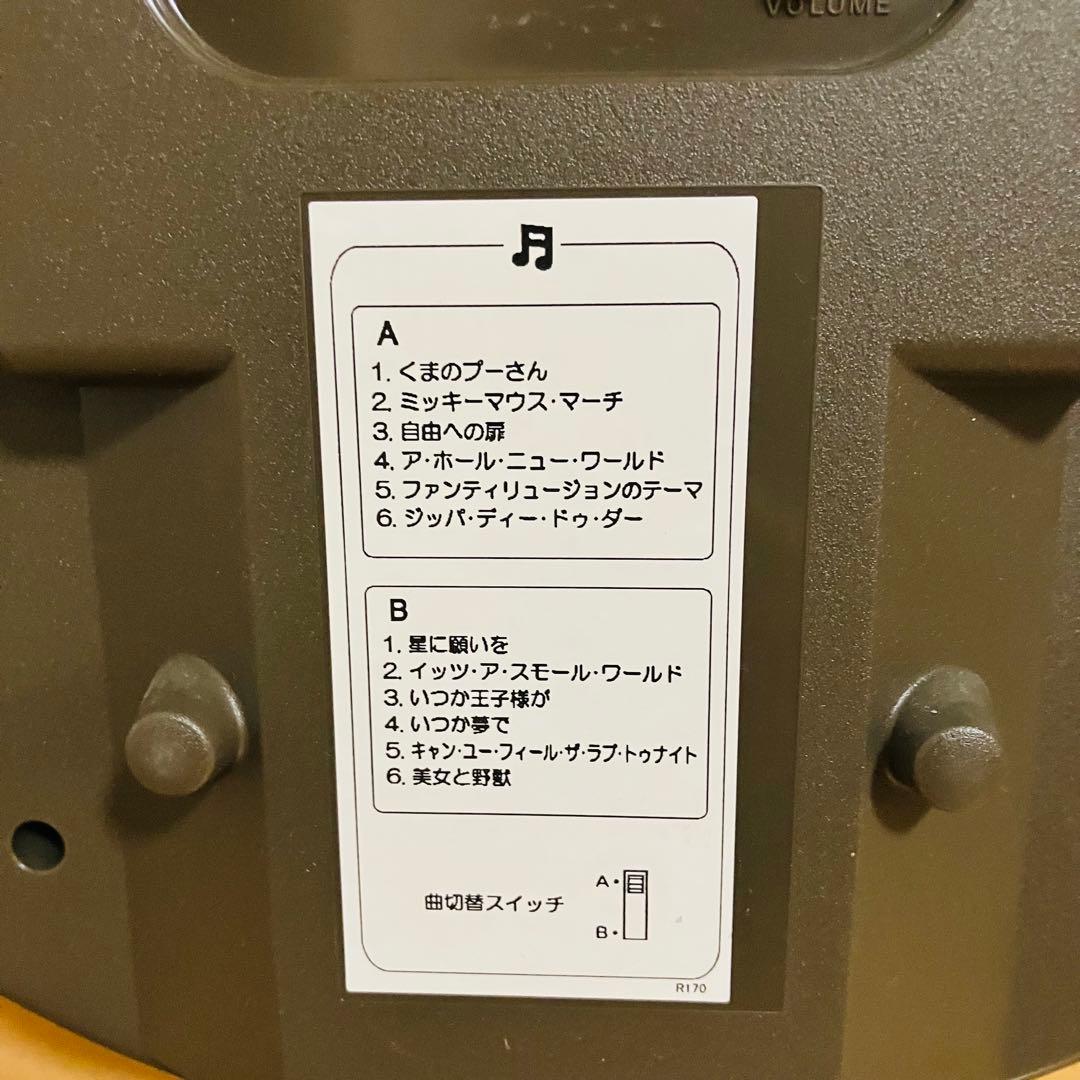 VOLUME
A
1. くまのプーさん
2. ミッキーマウス・マーチ
3. 自由への扉
4. ア・ホール・ニュー・ワールド
5. ファンティリュージョンのテーマ
6. ジッパ・ディー・ドゥ・ダー
B
1. 星に願いを
2. イッツ・ア・スモール・ワールド
3. いつか王子様が
4. いつか夢で
5. キャン・ユー・フィール・ザ・ラブ・トゥナイト
6. 美女と野獣
曲切替スイッチ
A・
B・
R170